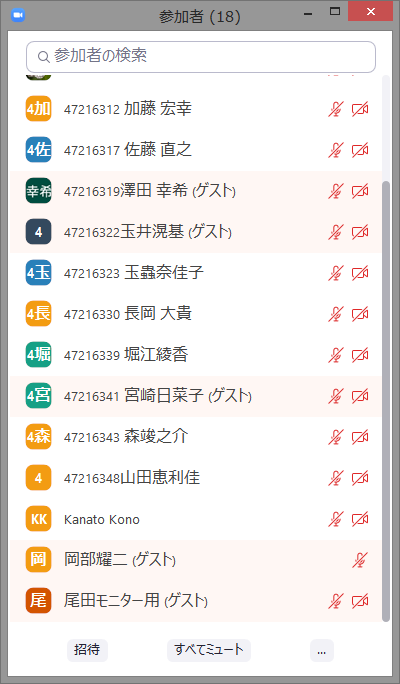 参加者 (18)
参加者の検索
4加 47216312 加藤 宏幸
4佐 47216317 佐藤 直之
幸希 47216319澤田 幸希 (ゲスト)
4 47216322玉井滉基 (ゲスト)
4玉 47216323 玉蟲奈佳子
4長 47216330 長岡 大貴
4堀 47216339 堀江綾香
4宮 47216341 宮崎日菜子 (ゲスト)
4森 47216343 森竣之介
4 47216348山田恵利佳
KK Kanato Kono
岡 岡部耀二 (ゲスト)
尾 尾田モニター用 (ゲスト)
招待 すべてミュート ...